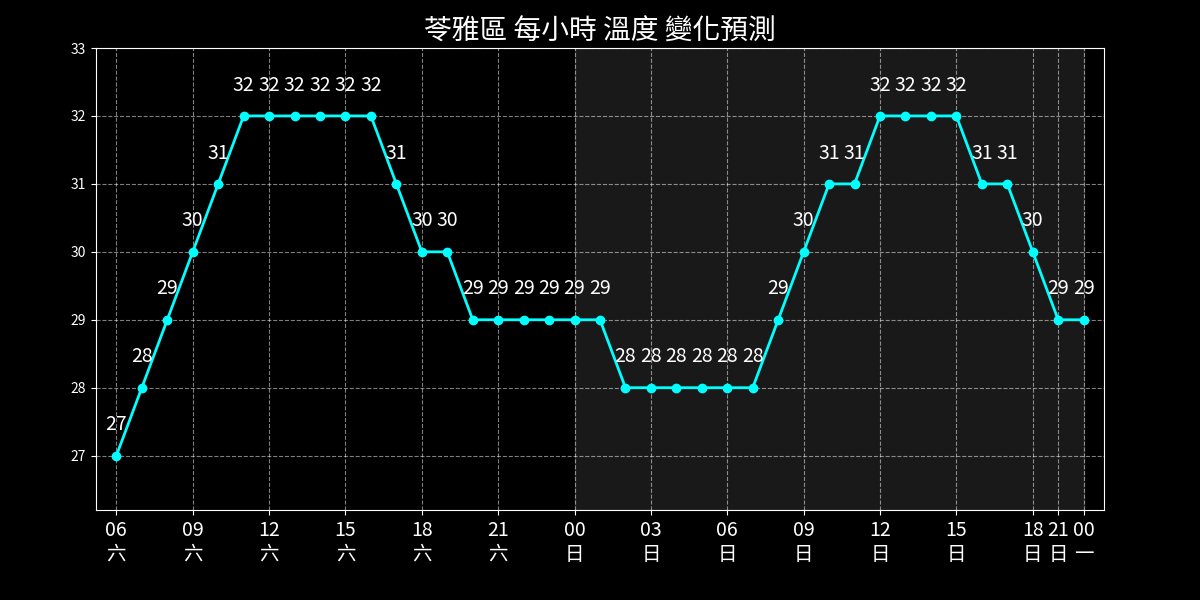 苓雅區 每小時 溫度 變化預測
33
32 32 32 32 32 32 32 32 32 32
32
31 31 31 31 31 31
31
30 30 30 30 30
30
29 29 29 29 29 29 29 29 29 29
29
28 28 28 28 28 28 28
28
27
27
06 09 12 15 18 21 00 03 06 09 12 15 18 21 00
六 六 六 六 六 六 日 日 日 日 日 日 日 日 一